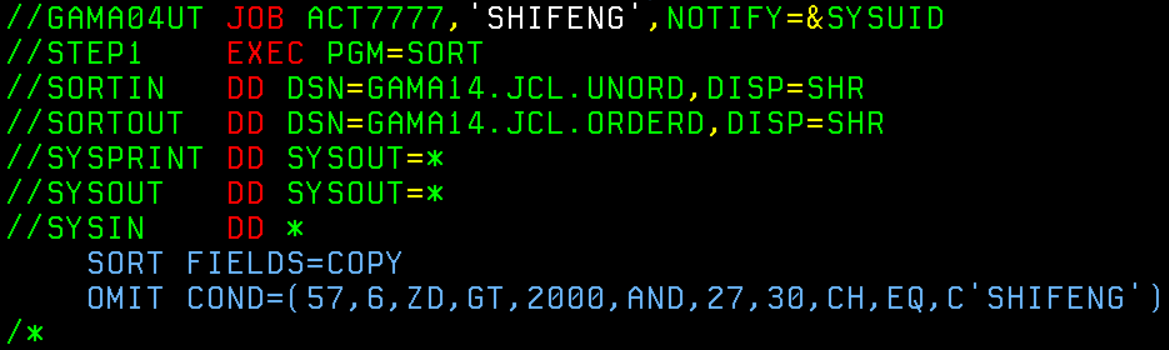 //GAMA04UT JOB ACT7777,'SHIFENG',NOTIFY=&SYSUID
//STEP1    EXEC PGM=SORT
//SORTIN   DD DSN=GAMA14.JCL.UNORD,DISP=SHR
//SORTOUT  DD DSN=GAMA14.JCL.ORDERD,DISP=SHR
//SYSPRINT DD SYSOUT=*
//SYSOUT   DD SYSOUT=*
//SYSIN    DD *
    SORT FIELDS=COPY
    OMIT COND=(57,6,ZD,GT,2000,AND,27,30,CH,EQ,C'SHIFENG')
/*